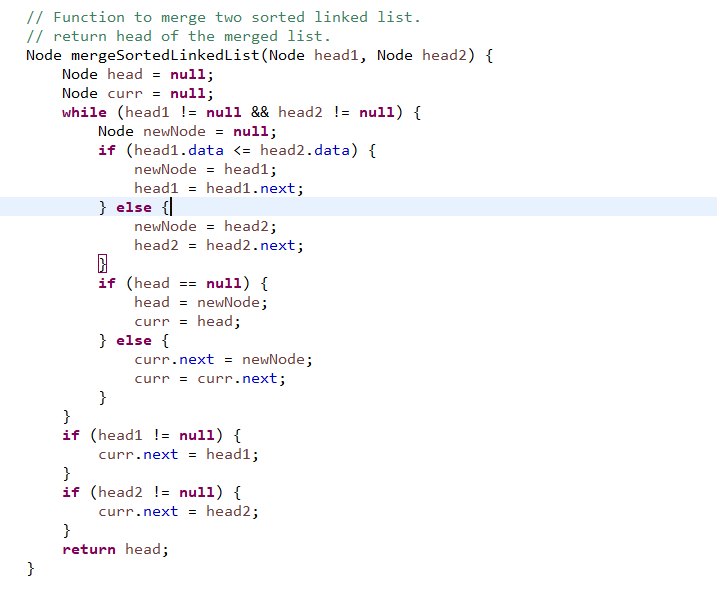 // Function to merge two sorted linked list.
// return head of the merged list.
Node mergeSortedLinkedList(Node head1, Node head2) {
    Node head = null;
    Node curr = null;
    while (head1 != null && head2 != null) {
        Node newNode = null;
        if (head1.data <= head2.data) {
            newNode = head1;
            head1 = head1.next;
        } else {
            newNode = head2;
            head2 = head2.next;
        }
        if (head == null) {
            head = newNode;
            curr = head;
        } else {
            curr.next = newNode;
            curr = curr.next;
        }
    }
    if (head1 != null) {
        curr.next = head1;
    }
    if (head2 != null) {
        curr.next = head2;
    }
    return head;
}